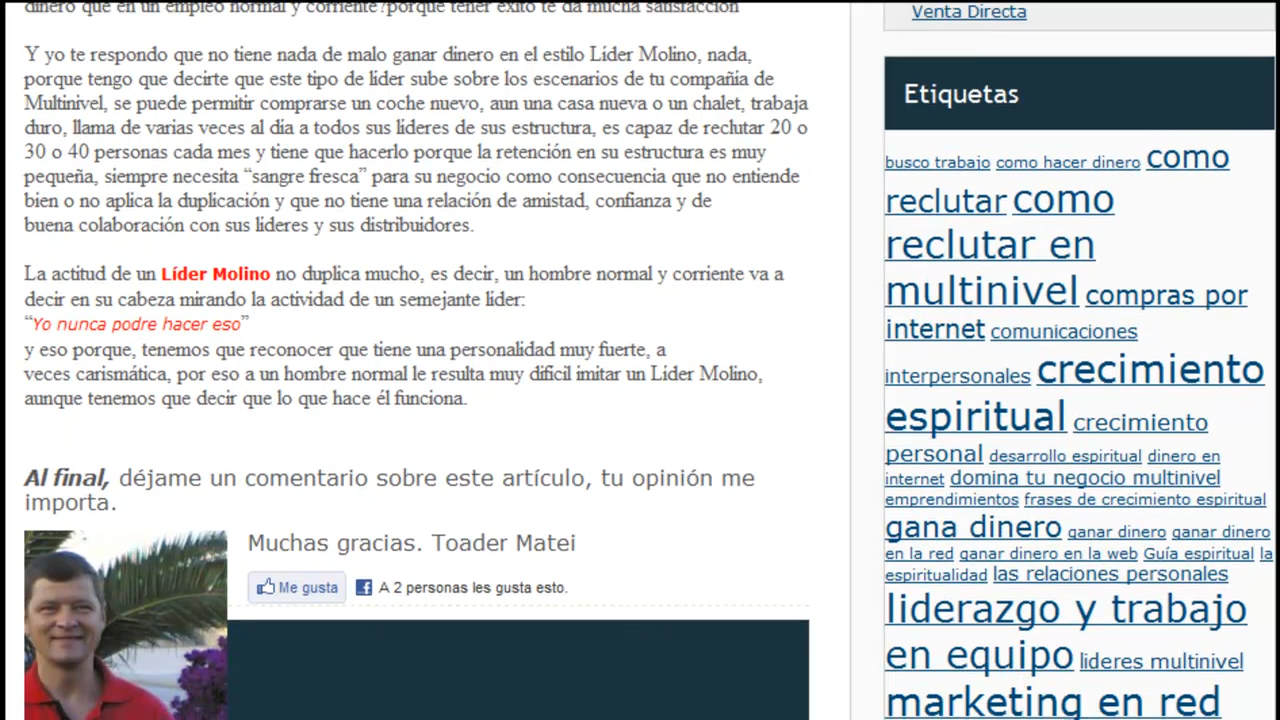 dinero que en un empleo normal y corriente?porque tener éxito te da mucha satisfacción
Y yo te respondo que no tiene nada de malo ganar dinero en el estilo Líder Molino, nada,
porque tengo que decirte que este tipo de líder sube sobre los escenarios de tu compañía de
Multinivel, se puede permitir comprarse un coche nuevo, aun una casa nueva o un chalet, trabaja
duro, llama de varias veces al día a todos sus líderes de sus estructura, es capaz de reclutar 20 o
30 o 40 personas cada mes y tiene que hacerlo porque la retención en su estructura es muy
pequeña, siempre necesita “sangre fresca” para su negocio como consecuencia que no entiende
bien o no aplica la duplicación y que no tiene una relación de amistad, confianza y de
buena colaboración con sus líderes y sus distribuidores.
La actitud de un Líder Molino no duplica mucho, es decir, un hombre normal y corriente va a
decir en su cabeza mirando la actividad de un semejante líder:
“Yo nunca podre hacer eso”
y eso porque, tenemos que reconocer que tiene una personalidad muy fuerte, a
veces carismática, por eso a un hombre normal le resulta muy difícil imitar un Líder Molino,
aunque tenemos que decir que lo que hace él funciona.
Al final, déjame un comentario sobre este artículo, tu opinión me
importa.
Muchas gracias. Toader Matei
Me gusta A 2 personas les gusta esto.
Venta Directa
Etiquetas
busco trabajo como hacer dinero como
reclutar como
reclutar en
multinivel compras por
internet comunicaciones
interpersonales crecimiento
espiritual crecimiento
personal desarrollo espiritual dinero en
internet domina tu negocio multinivel
emprendimientos frases de crecimiento espiritual
gana dinero ganar dinero ganar dinero
en la red ganar dinero en la web Guía espiritual la
espiritualidad las relaciones personales
liderazgo y trabajo
en equipo lideres multinivel
marketing en red